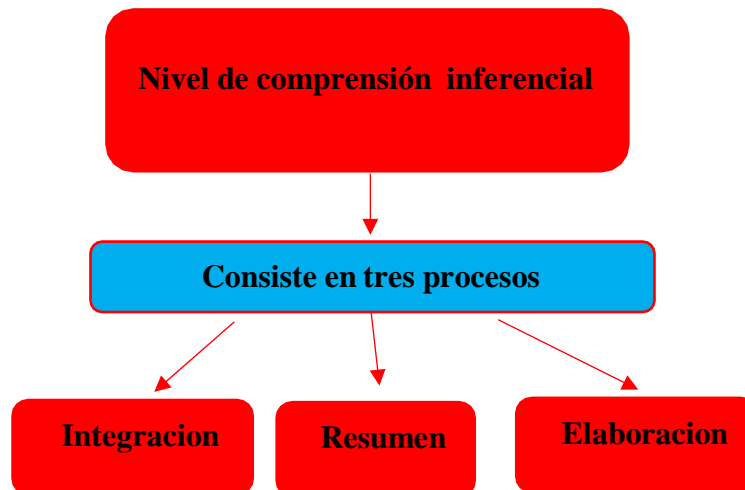 Nivel de comprensión inferencial
Consiste en tres procesos
Integracion
Resumen
Elaboracion